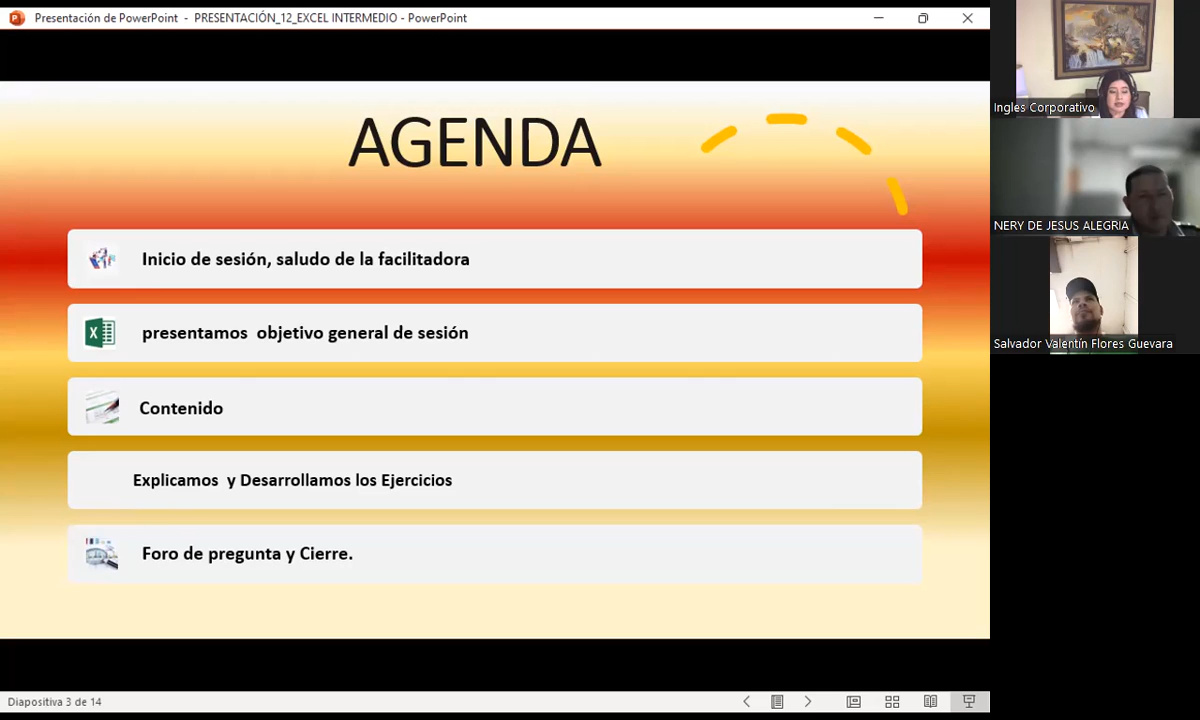 Presentación de PowerPoint - PRESENTACIÓN_12_EXCEL INTERMEDIO - PowerPoint
AGENDA
Inicio de sesión, saludo de la facilitadora
presentamos objetivo general de sesión
Contenido
Explicamos y Desarrollamos los Ejercicios
Foro de pregunta y Cierre.
Diapositiva 3 de 14
Ingles Corporativo
NERY DE JESUS ALEGRIA
Salvador Valentín Flores Guevara